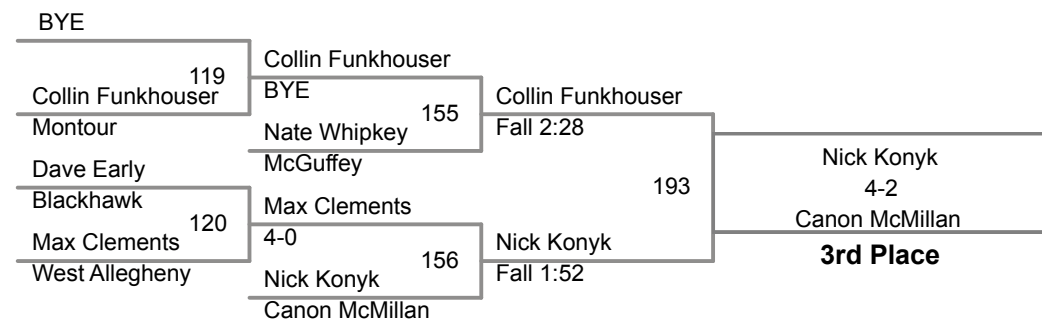 BYE
119
Collin Funkhouser
Montour
Dave Early
Blackhawk
120
Max Clements
West Allegheny
Collin Funkhouser
BYE
155
Nate Whipkey
McGuffey
Max Clements
4-0
156
Nick Konyk
Canon McMillan
Collin Funkhouser
Fall 2:28
193
Nick Konyk
Fall 1:52
Nick Konyk
4-2
Canon McMillan
3rd Place